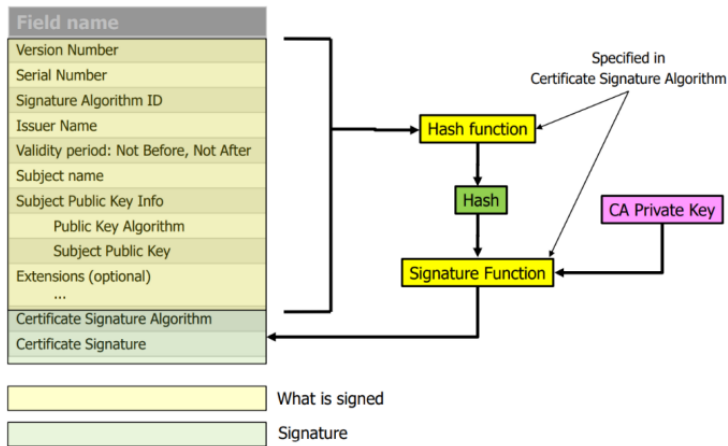 Field name
Version Number
Serial Number
Signature Algorithm ID
Issuer Name
Validity period: Not Before, Not After
Subject name
Subject Public Key Info
Public Key Algorithm
Subject Public Key
Extensions (optional)
...
Certificate Signature Algorithm
Certificate Signature
Specified in
Certificate Signature Algorithm
Hash function
Hash
CA Private Key
Signature Function
What is signed
Signature